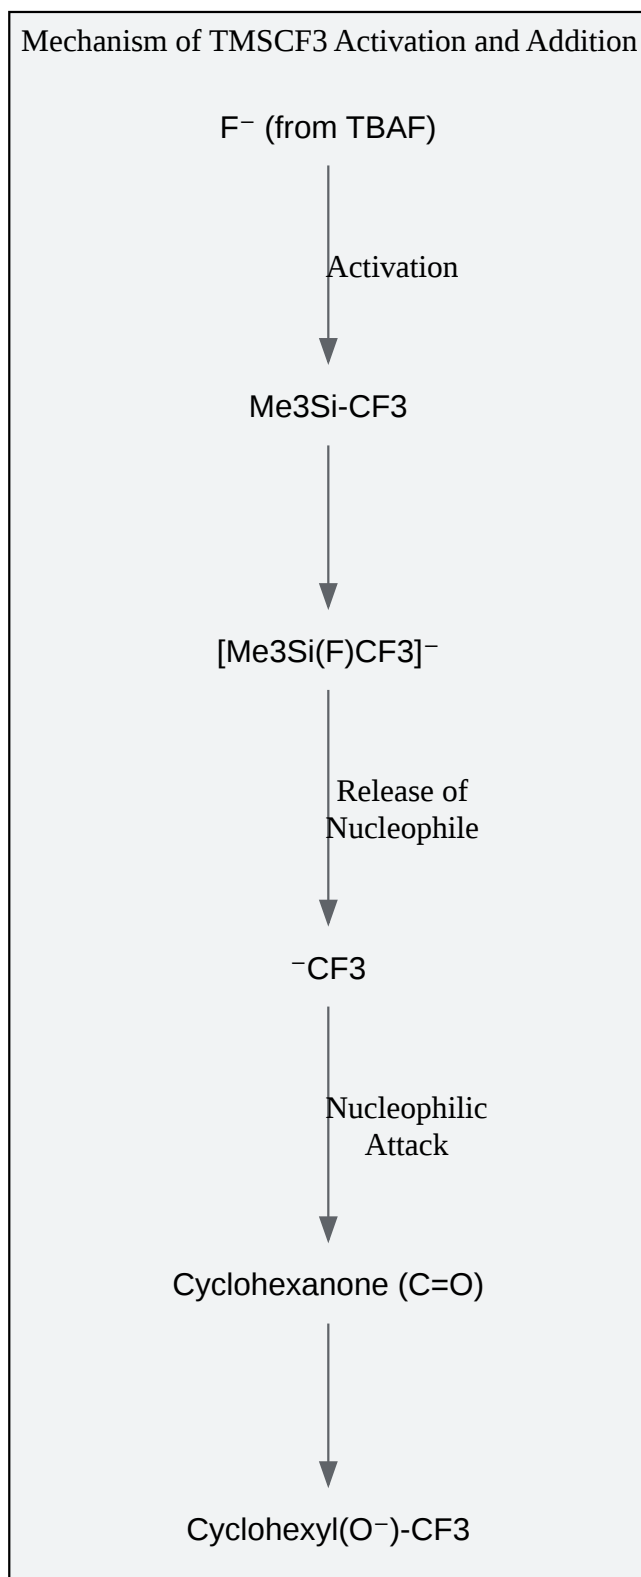 Mechanism of TMSCF3 Activation and Addition
F⁻ (from TBAF)
Activation
Me3Si-CF3
[Me3Si(F)CF3]⁻
Release of
Nucleophile
⁻CF3
Nucleophilic
Attack
Cyclohexanone (C=O)
Cyclohexyl(O⁻)-CF3